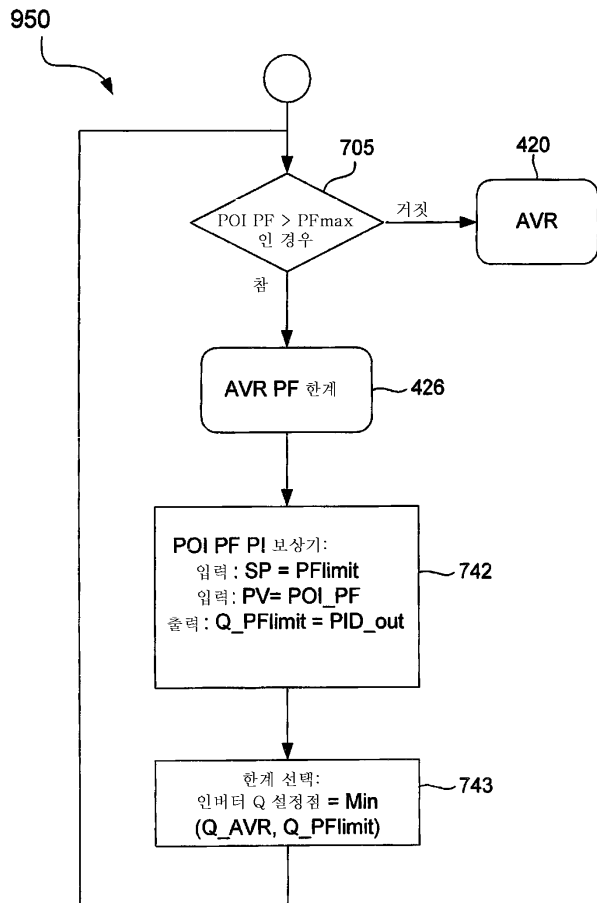 950
705
420
POI PF > PFmax
인 경우
거짓
AVR
참
AVR PF 한계
426
POI PF PI 보상기:
입력 : SP = PFlimit
입력 : PV= POI_PF
출력 : Q_PFlimit = PID_out
742
한계 선택:
인버터 Q 설정점 = Min
(Q_AVR, Q_PFlimit)
743